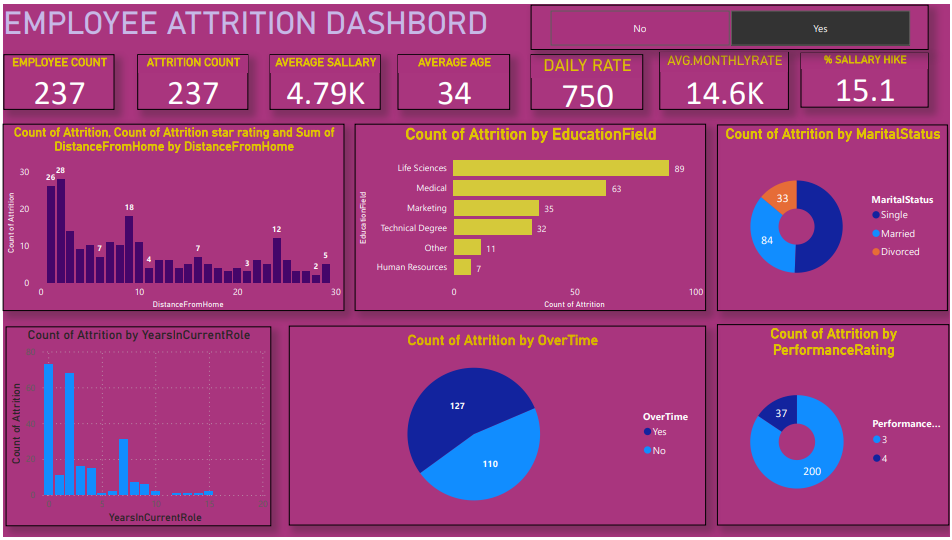 EMPLOYEE ATTRITION DASHBORD
No
Yes
EMPLOYEE COUNT
237
ATTRITION COUNT
237
AVERAGE SALLARY
4.79K
AVERAGE AGE
34
DAILY RATE
750
AVG.MONTHLYRATE
14.6K
% SALLARY HIKE
15.1
Count of Attrition, Count of Attrition star rating and Sum of
DistanceFromHome by DistanceFromHome
Count of Attrition
30
20
10
0
26
28
7
18
4
7
3
12
2
5
0
10
20
30
DistanceFromHome
Count of Attrition by EducationField
EducationField
Life Sciences
89
Medical
63
Marketing
35
Technical Degree
32
Other
11
Human Resources
7
0
50
100
Count of Attrition
Count of Attrition by MaritalStatus
33
84
MaritalStatus
Single
Married
Divorced
Count of Attrition by YearsInCurrentRole
Count of Attrition
YearsInCurrentRole
Count of Attrition by OverTime
127
110
OverTime
Yes
No
Count of Attrition by
PerformanceRating
37
200
Performance...
3
4